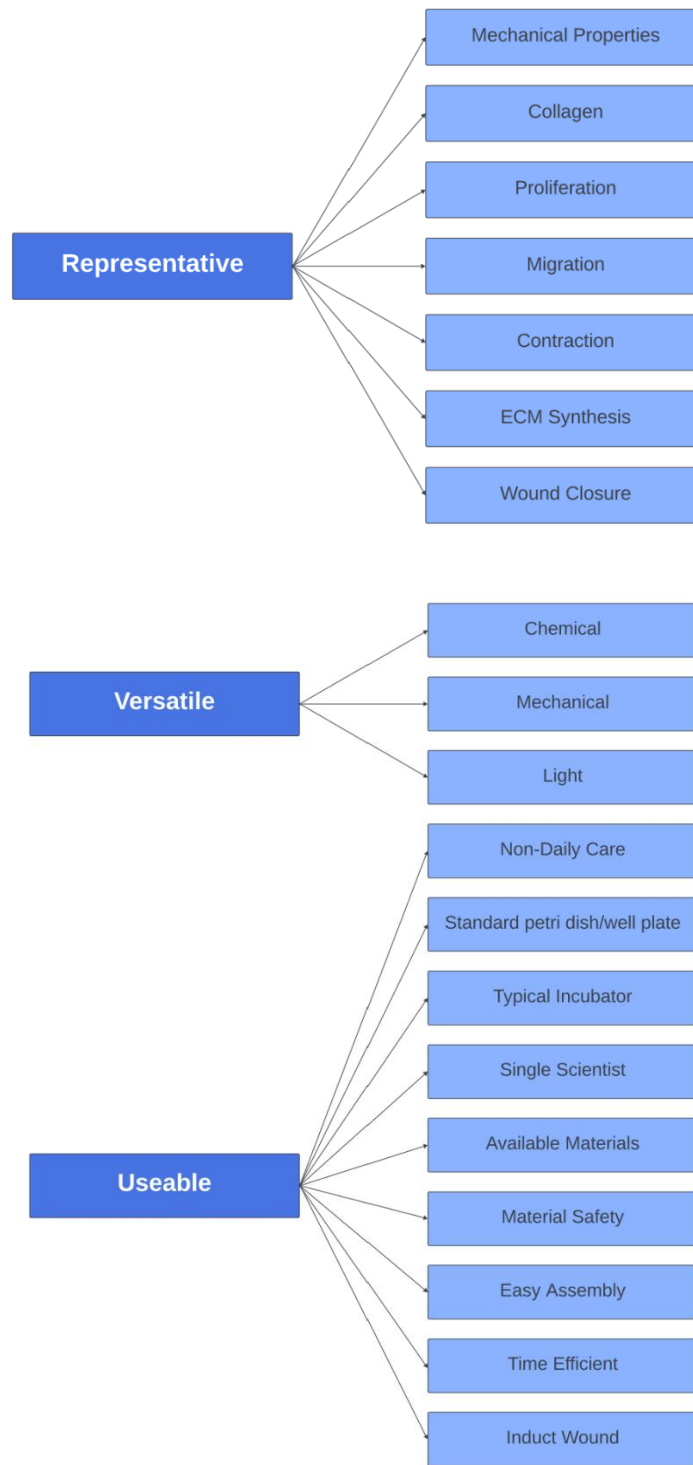 Mechanical Properties
Collagen
Proliferation
Representative
Migration
Contraction
ECM Synthesis
Wound Closure
Chemical
Versatile
Mechanical
Light
Non-Daily Care
Standard petri dish/well plate
Typical Incubator
Single Scientist
Available Materials
Useable
Material Safety
Easy Assembly
Time Efficient
Induct Wound